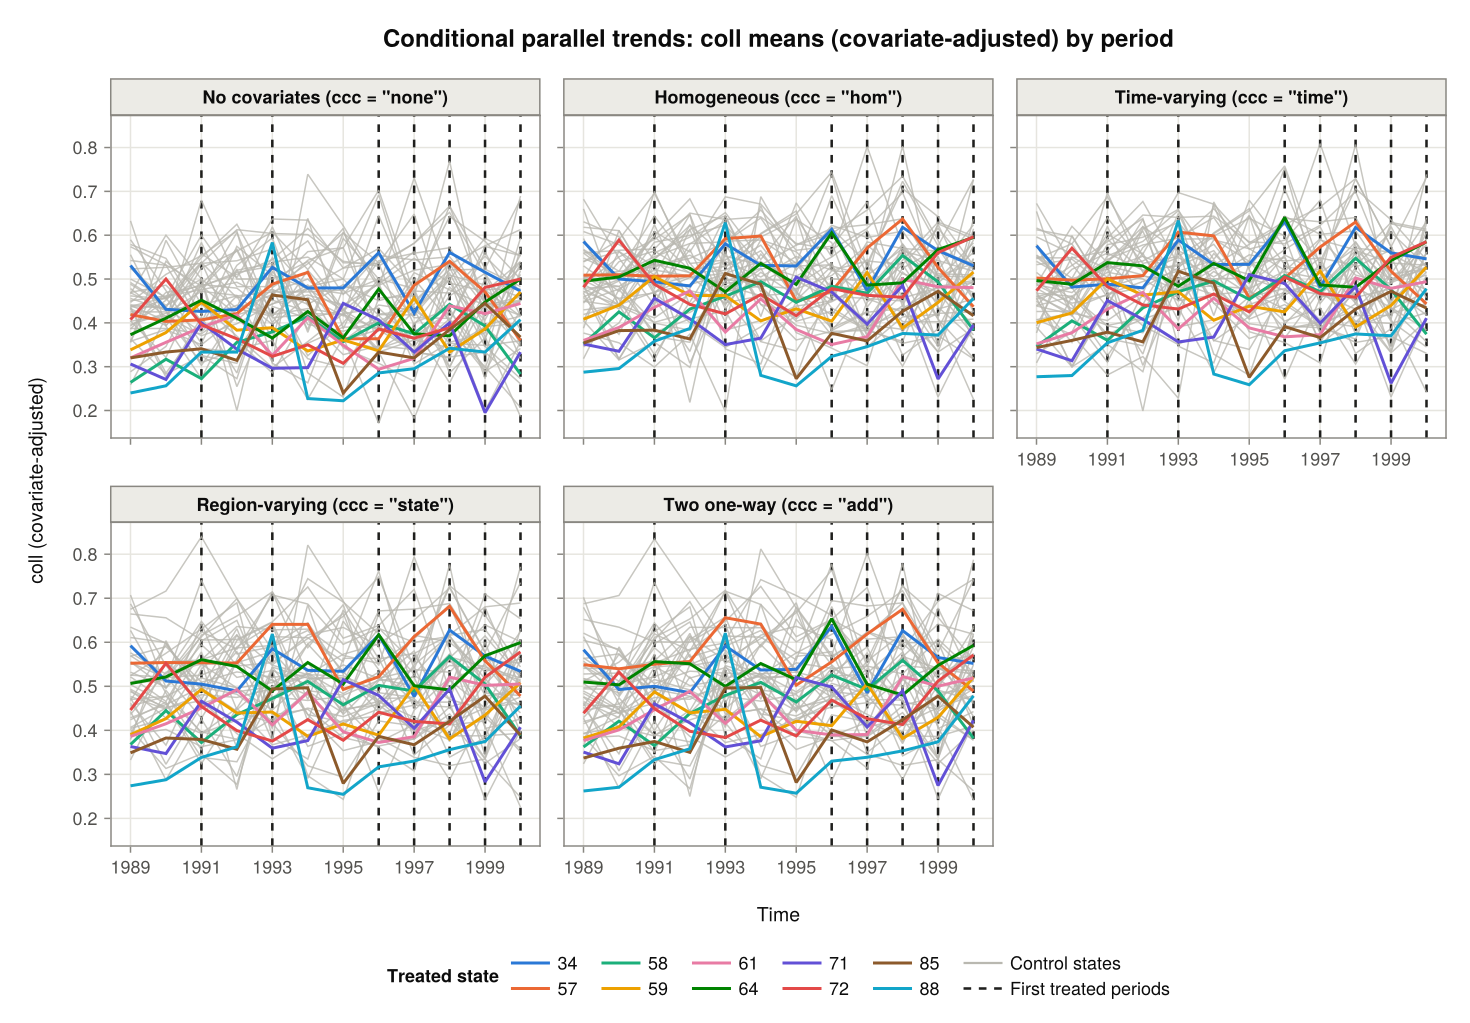 Conditional parallel trends: coll means (covariate-adjusted) by period
No covariates (ccc = "none")
Homogeneous (ccc = "hom")
Time-varying (ccc = "time")
0.8
0.7
0.6
0.5
0.4
0.3
0.2
1989 1991 1993 1995 1997 1999
Region-varying (ccc = "state")
Two one-way (ccc = "add")
0.8
0.7
0.6
0.5
0.4
0.3
0.2
1989 1991 1993 1995 1997 1999
1989 1991 1993 1995 1997 1999
coll (covariate-adjusted)
Time
Treated state
34 58 61 71 85 Control states
57 59 64 72 88 First treated periods